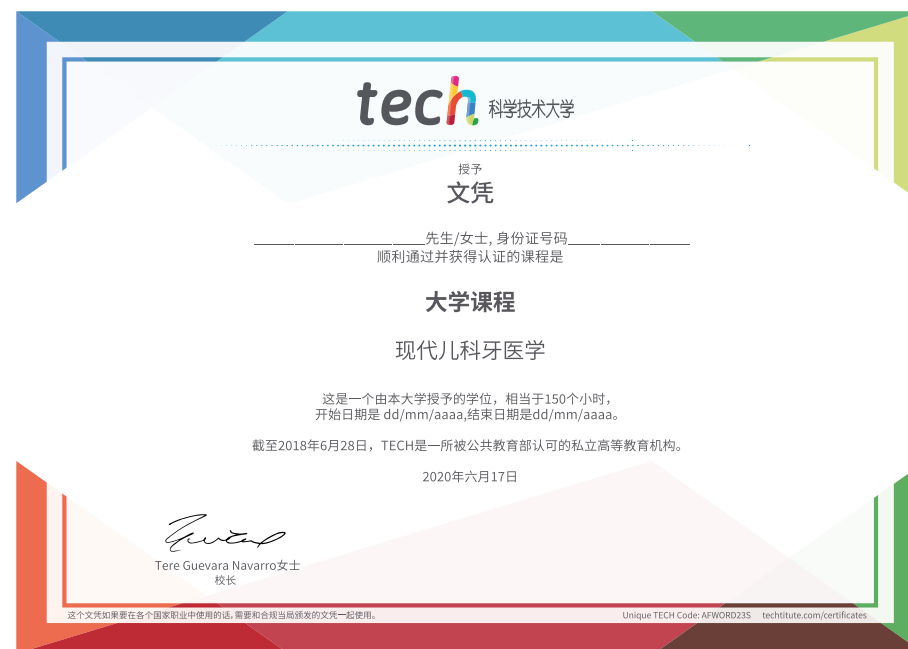 tech 科学技术大学
授予
文凭
____________________先生/女士, 身份证号码______________
顺利通过并获得认证的课程是
大学课程
现代儿科牙医学
这是一个由本大学授予的学位，相当于150个小时，
开始日期是 dd/mm/aaaa,结束日期是dd/mm/aaaa。
截至2018年6月28日，TECH是一所被公共教育部认可的私立高等教育机构。
2020年六月17日
Tere Guevara Navarro女士
校长
这个文凭如果要在各个国家职业中使用的话,需要和合规当局颁发的文凭一起使用。
Unique TECH Code: AFWORD23S techtitute.com/certificates